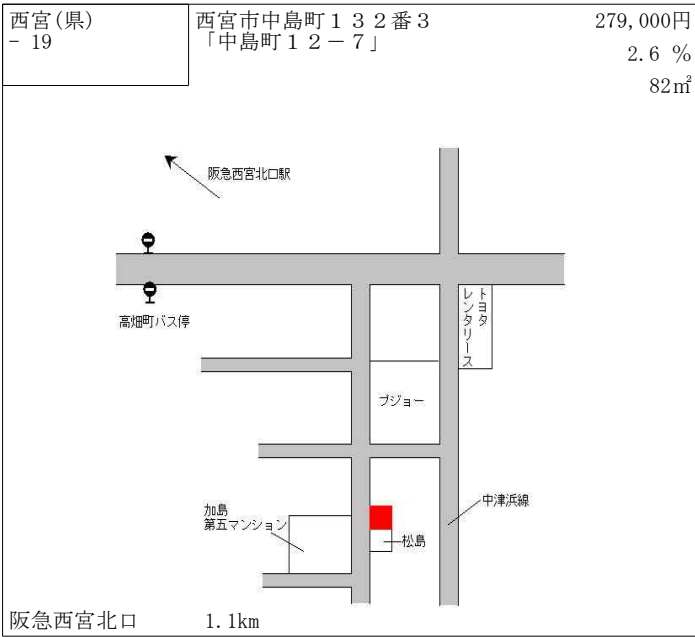 西宮(県)
- 19
西宮市中島町１３２番３
「中島町１２－７」
279,000円
2.6 %
82㎡
阪急西宮北口駅
高畑町バス停
トヨタ
レンタリース
プジョー
中津浜線
加島
第五マンション
松島
阪急西宮北口 1.1km